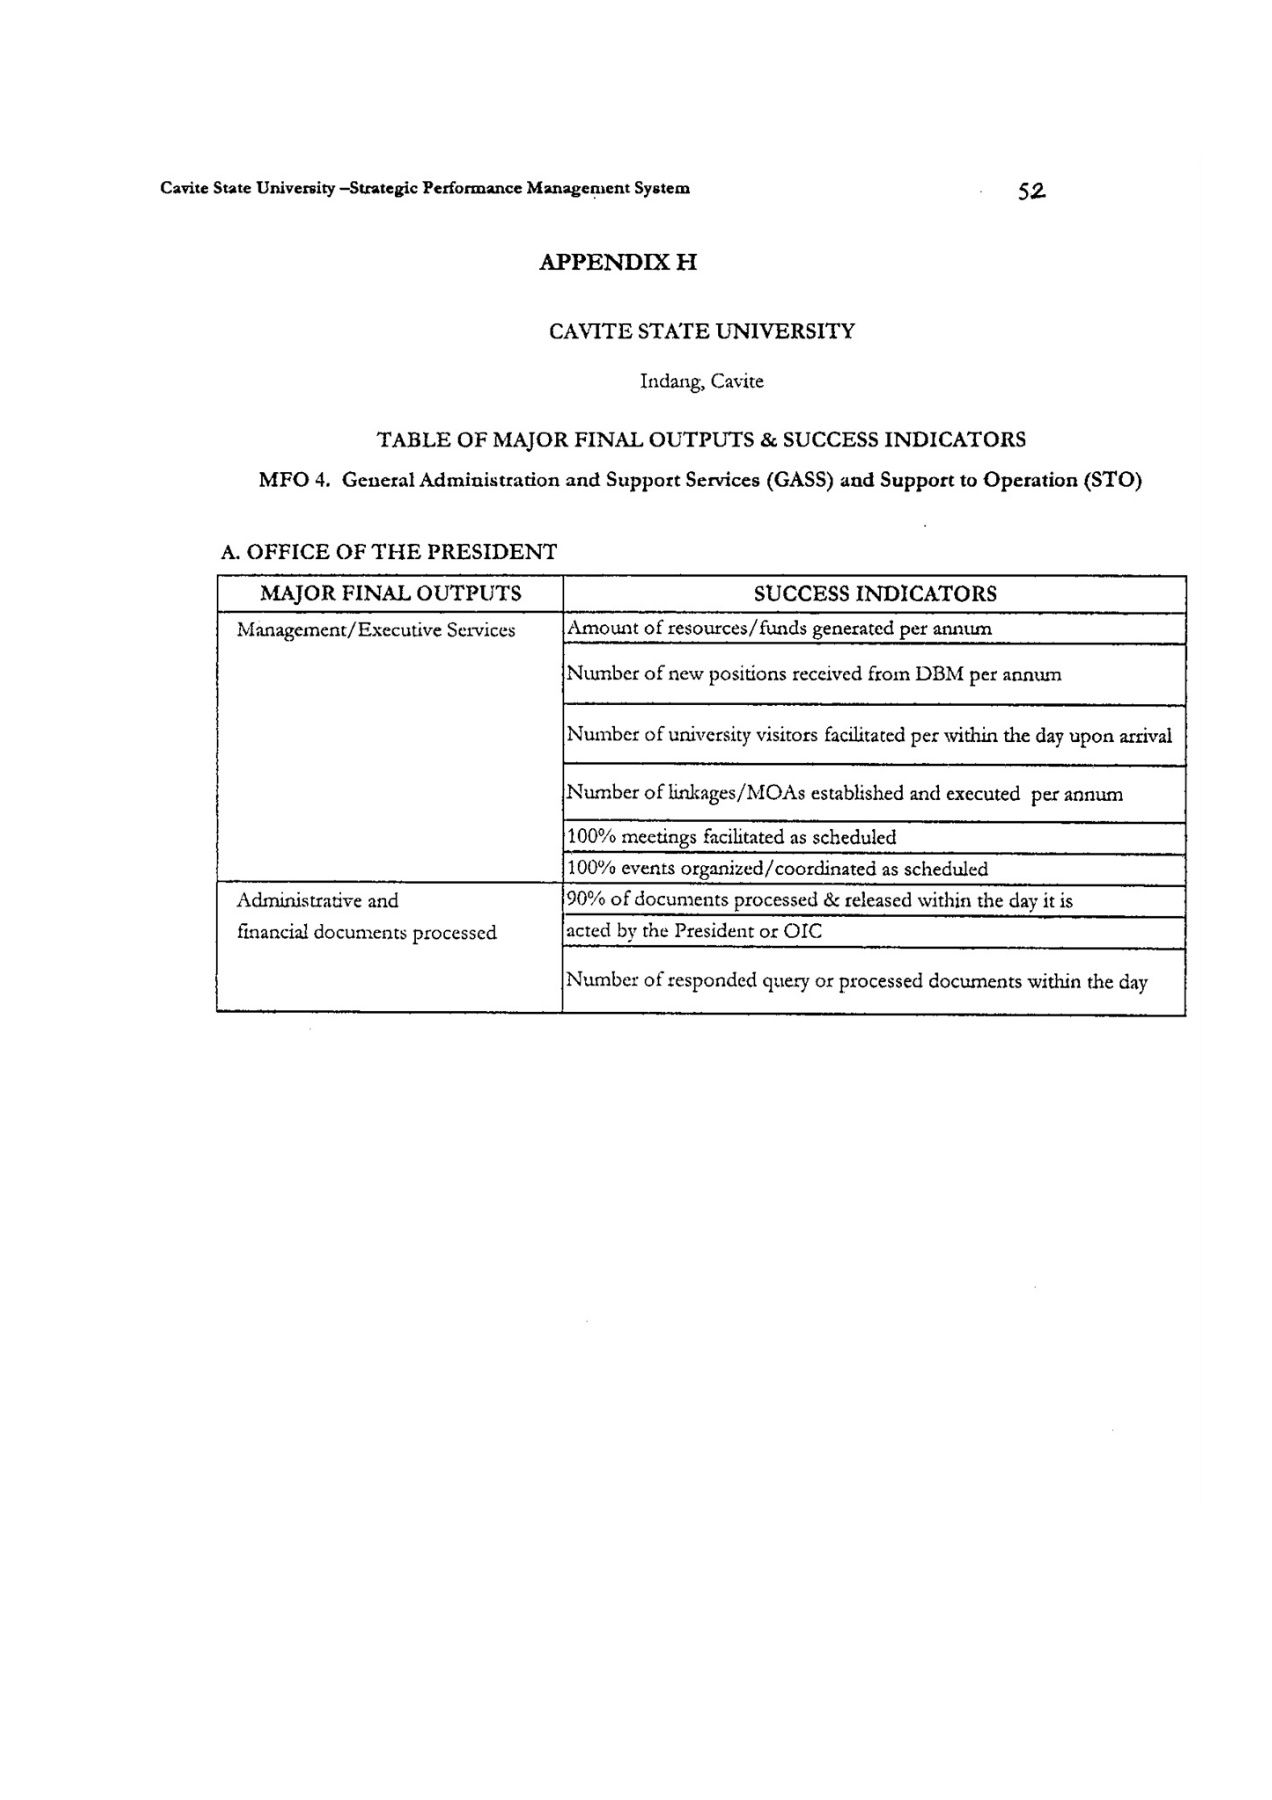 Cavite State University –Strategic Performance Management System
52
APPENDIX H
CAVITE STATE UNIVERSITY
Indang, Cavite
TABLE OF MAJOR FINAL OUTPUTS & SUCCESS INDICATORS
MFO 4. General Administration and Support Services (GASS) and Support to Operation (STO)
A. OFFICE OF THE PRESIDENT
MAJOR FINAL OUTPUTS
SUCCESS INDICATORS
Management/Executive Services
Amount of resources/funds generated per annum
Number of new positions received from DBM per annum
Number of university visitors facilitated per within the day upon arrival
Number of linkages/MOAs established and executed per annum
100% meetings facilitated as scheduled
100% events organized/coordinated as scheduled
Administrative and
financial documents processed
90% of documents processed & released within the day it is
acted by the President or OIC
Number of responded query or processed documents within the day